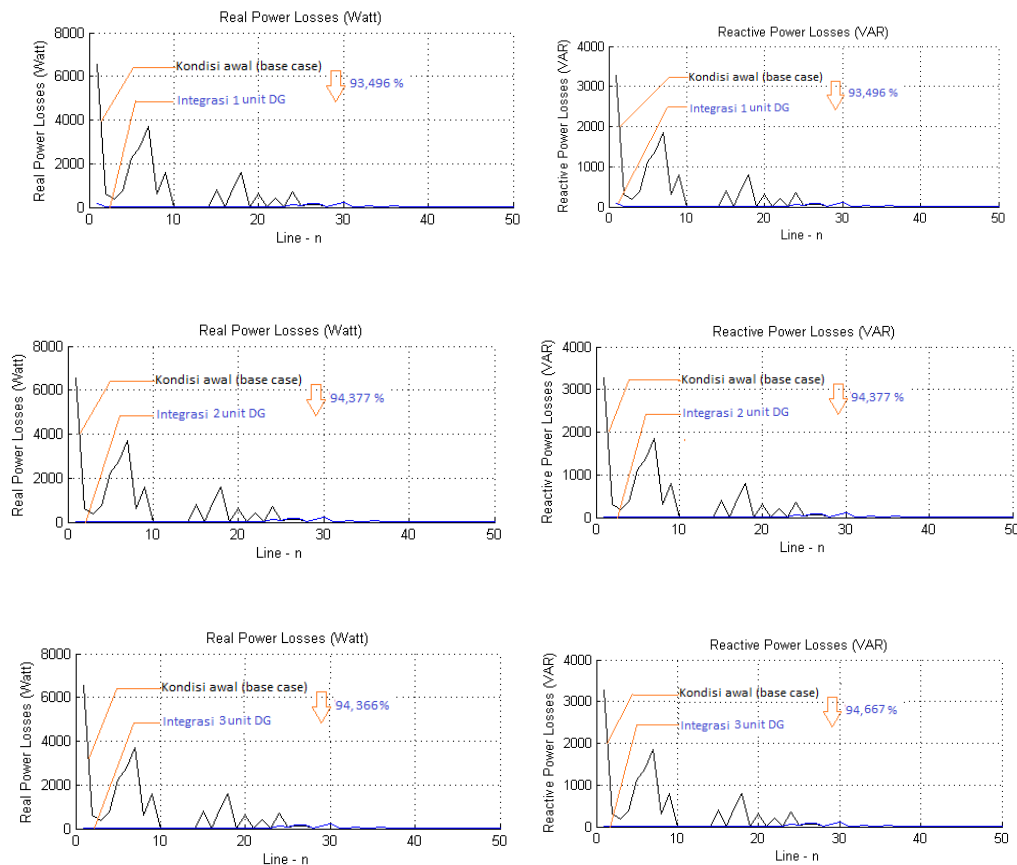 Real Power Losses (Watt)
8000
6000
4000
2000
0
Real Power Losses (Watt)
Kondisi awal (base case)
93,496 %
Integrasi 1 unit DG
0
10
20
30
40
50
Line - n
Reactive Power Losses (VAR)
4000
3000
2000
1000
0
Reactive Power Losses (VAR)
Kondisi awal (base case)
93,496 %
Integrasi 1 unit DG
0
10
20
30
40
50
Line - n
Real Power Losses (Watt)
8000
6000
4000
2000
0
Real Power Losses (Watt)
Kondisi awal (base case)
94,377 %
Integrasi 2 unit DG
0
10
20
30
40
50
Line - n
Reactive Power Losses (VAR)
4000
3000
2000
1000
0
Reactive Power Losses (VAR)
Kondisi awal (base case)
94,377 %
Integrasi 2 unit DG
0
10
20
30
40
50
Line - n
Real Power Losses (Watt)
8000
6000
4000
2000
0
Real Power Losses (Watt)
Kondisi awal (base case)
94,366 %
Integrasi 3 unit DG
0
10
20
30
40
50
Line - n
Reactive Power Losses (VAR)
4000
3000
2000
1000
0
Reactive Power Losses (VAR)
Kondisi awal (base case)
94,667 %
Integrasi 3 unit DG
0
10
20
30
40
50
Line - n